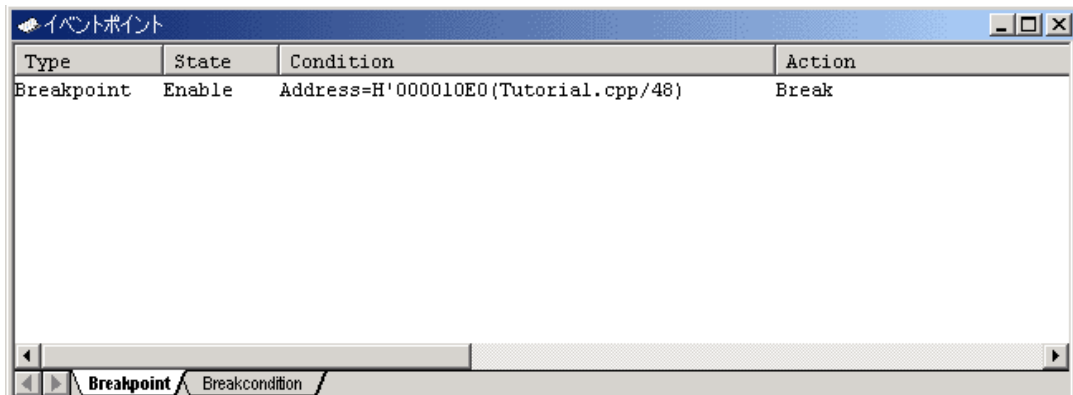 イベントポイント
Type State Condition Action
Breakpoint Enable Address=H'000010E0(Tutorial.cpp/48) Break
Breakpoint Breakcondition